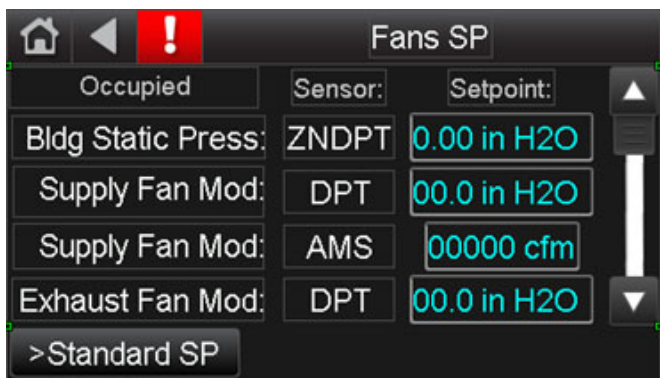 ! Fans SP
Occupied Sensor: Setpoint:
Bldg Static Press: ZNDPT 0.00 in H2O
Supply Fan Mod: DPT 00.0 in H2O
Supply Fan Mod: AMS 00000 cfm
Exhaust Fan Mod: DPT 00.0 in H2O
>Standard SP